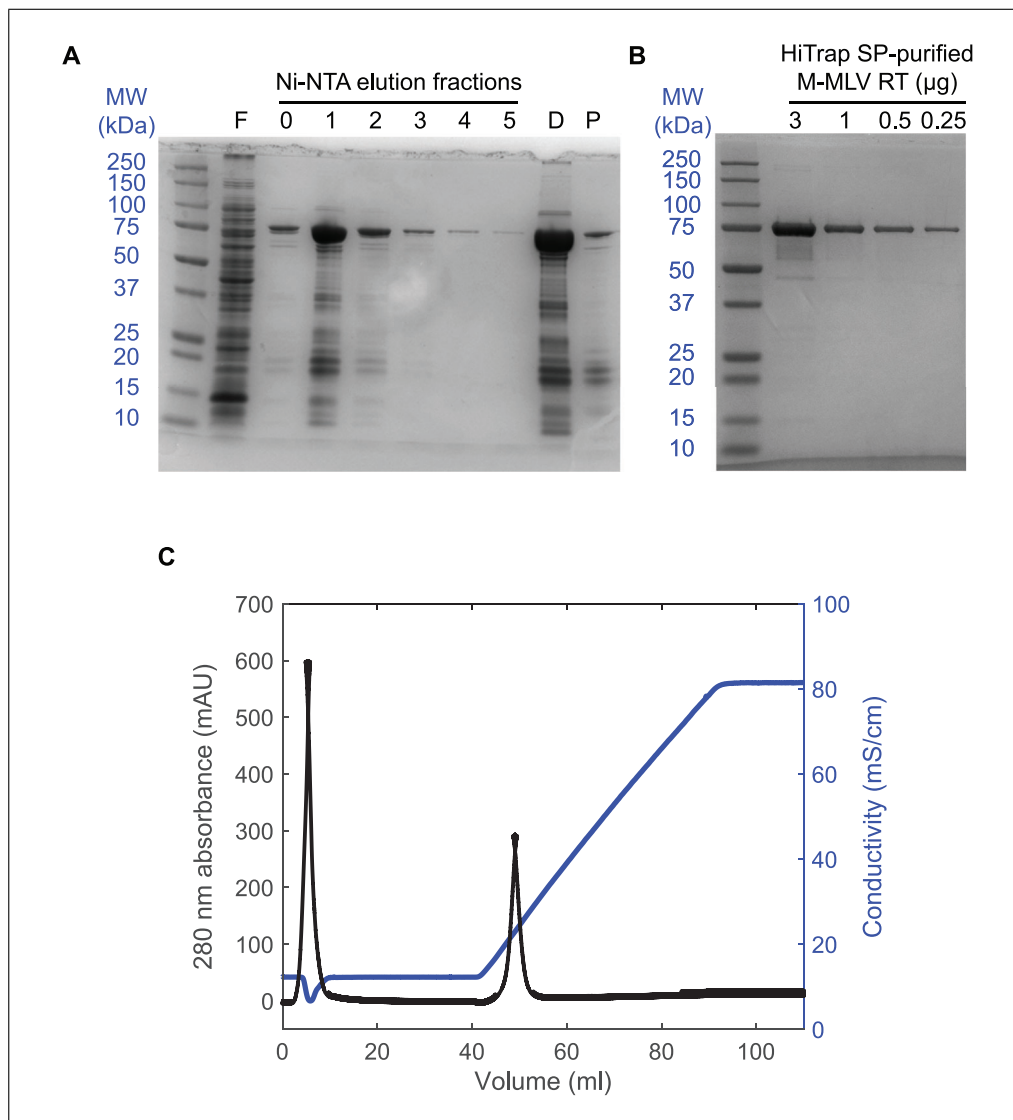 A
Ni-NTA elution fractions
MW
(kDa)
F 0 1 2 3 4 5 D P
250
150
100
75
50
37
25
20
15
10
B
HiTrap SP-purified
M-MLV RT (µg)
MW
(kDa)
3 1 0.5 0.25
250
150
100
75
50
37
25
20
15
10
C
700
600
500
400
300
200
100
0
280 nm absorbance (mAU)
100
80
60
40
20
0
Conductivity (mS/cm)
0 20 40 60 80 100
Volume (ml)